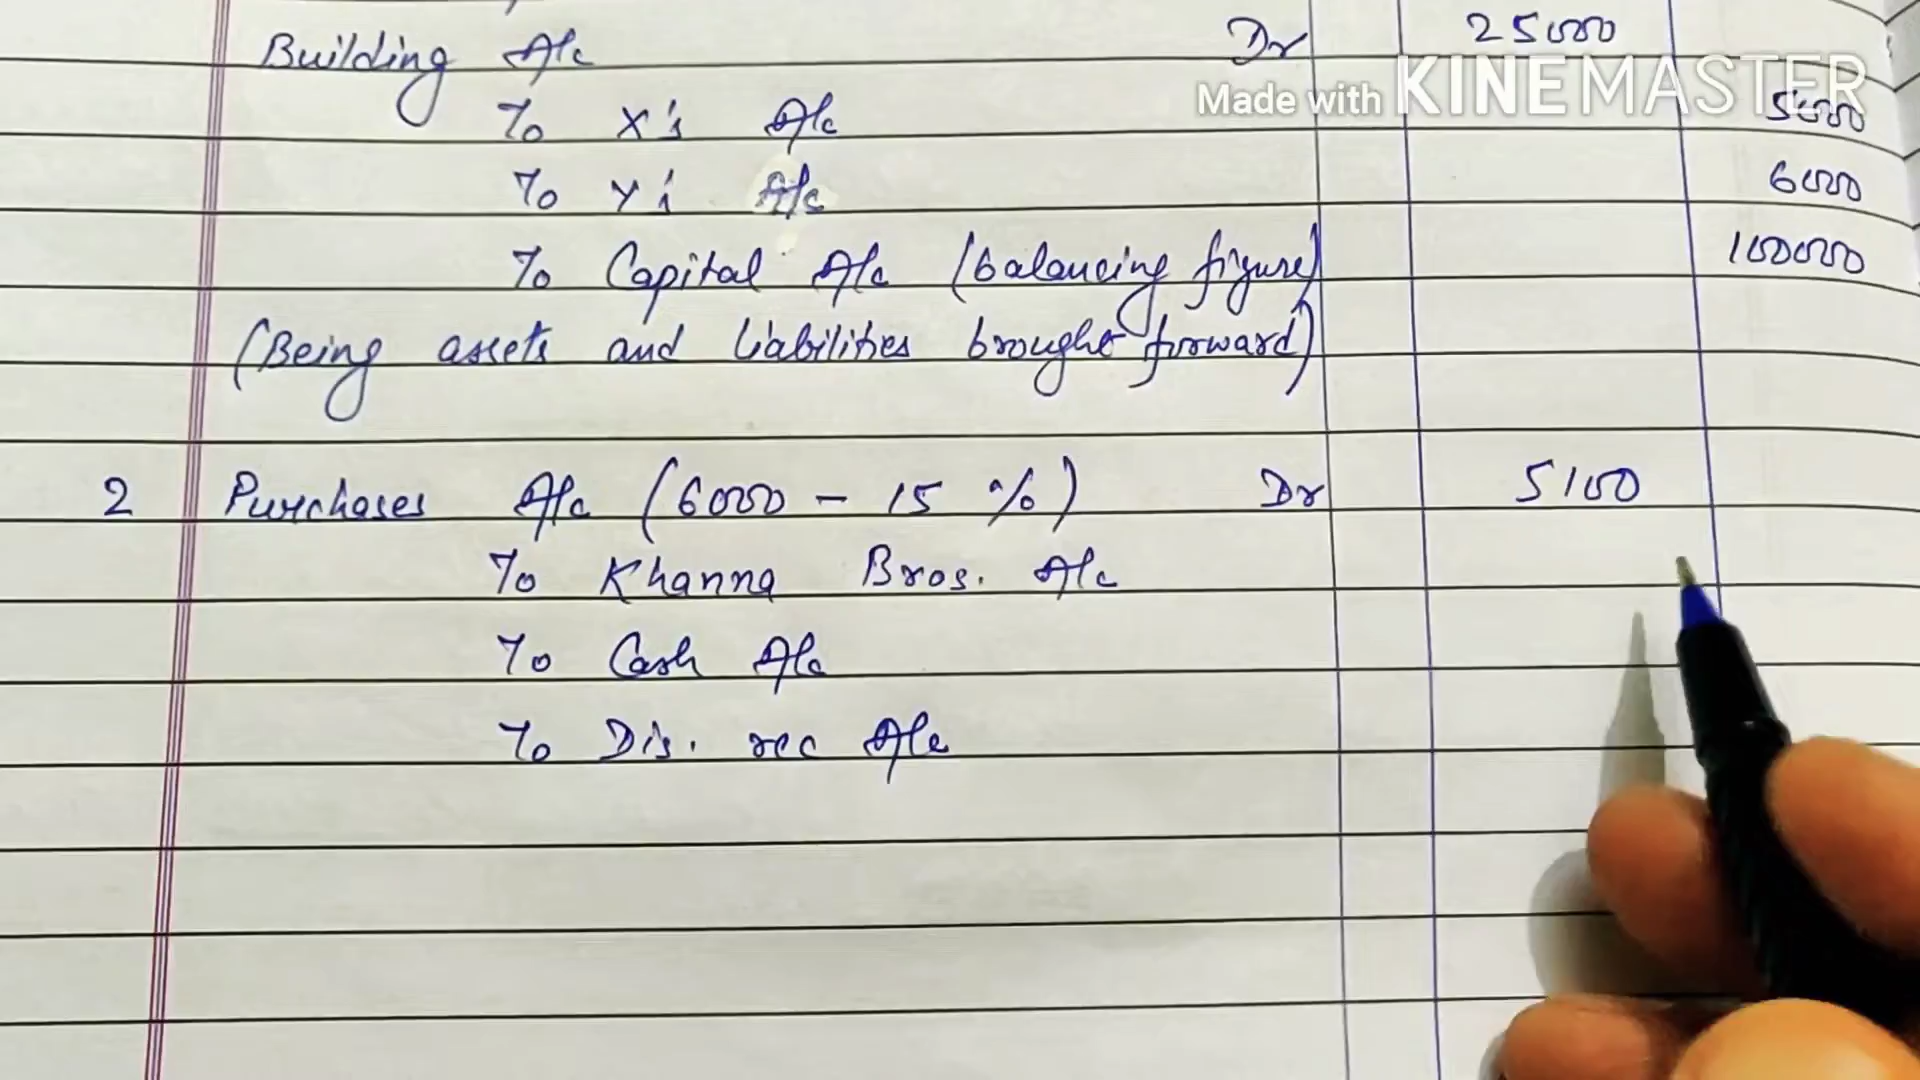 Building A/c Dr 25000
Made with KINEMASTER
To X's A/c 5000
To Y's A/c 6000
To Capital A/c (balancing figure) 100000
(Being assets and liabilities brought forward)
2 Purchases A/c (6000 - 15 %) Dr 5100
To Khanna Bros. A/c
To Cash A/c
To Dis. rec A/c